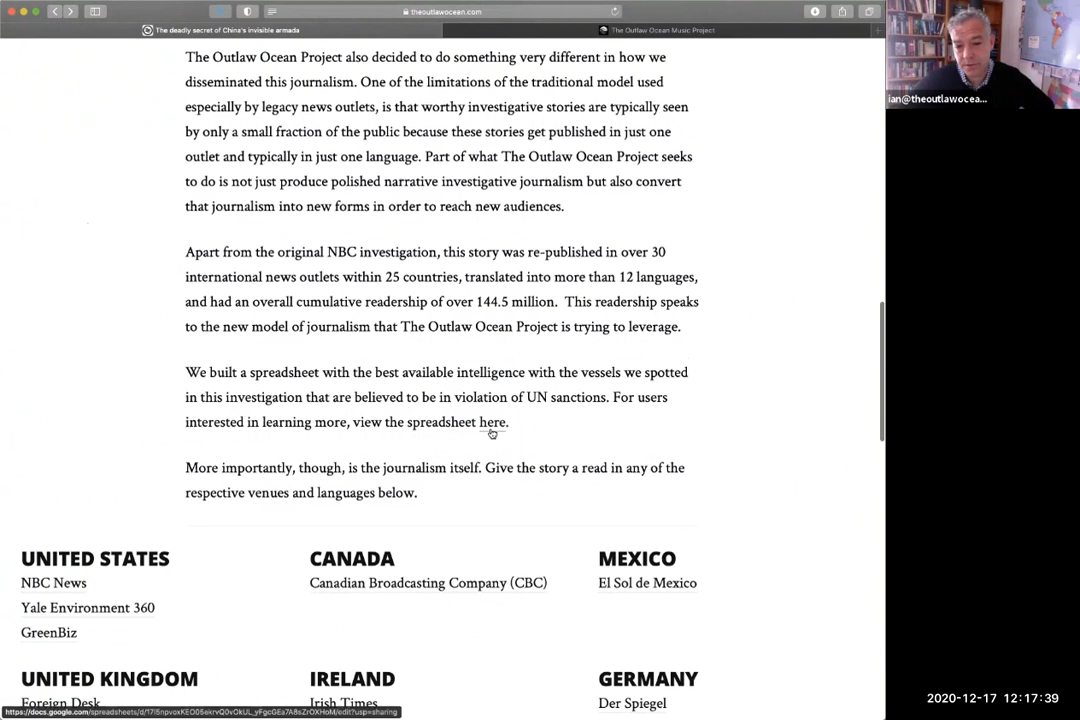 theoutlawocean.com
The deadly secret of China's invisible armada
The Outlaw Ocean Music Project
ian@theoutlawocea...
The Outlaw Ocean Project also decided to do something very different in how we
disseminated this journalism. One of the limitations of the traditional model used
especially by legacy news outlets, is that worthy investigative stories are typically seen
by only a small fraction of the public because these stories get published in just one
outlet and typically in just one language. Part of what The Outlaw Ocean Project seeks
to do is not just produce polished narrative investigative journalism but also convert
that journalism into new forms in order to reach new audiences.
Apart from the original NBC investigation, this story was re-published in over 30
international news outlets within 25 countries, translated into more than 12 languages,
and had an overall cumulative readership of over 144.5 million. This readership speaks
to the new model of journalism that The Outlaw Ocean Project is trying to leverage.
We built a spreadsheet with the best available intelligence with the vessels we spotted
in this investigation that are believed to be in violation of UN sanctions. For users
interested in learning more, view the spreadsheet here.
More importantly, though, is the journalism itself. Give the story a read in any of the
respective venues and languages below.
UNITED STATES
NBC News
Yale Environment 360
GreenBiz
CANADA
Canadian Broadcasting Company (CBC)
MEXICO
El Sol de Mexico
UNITED KINGDOM
Foreign Desk
IRELAND
Irish Times
GERMANY
Der Spiegel
2020-12-17 12:17:39